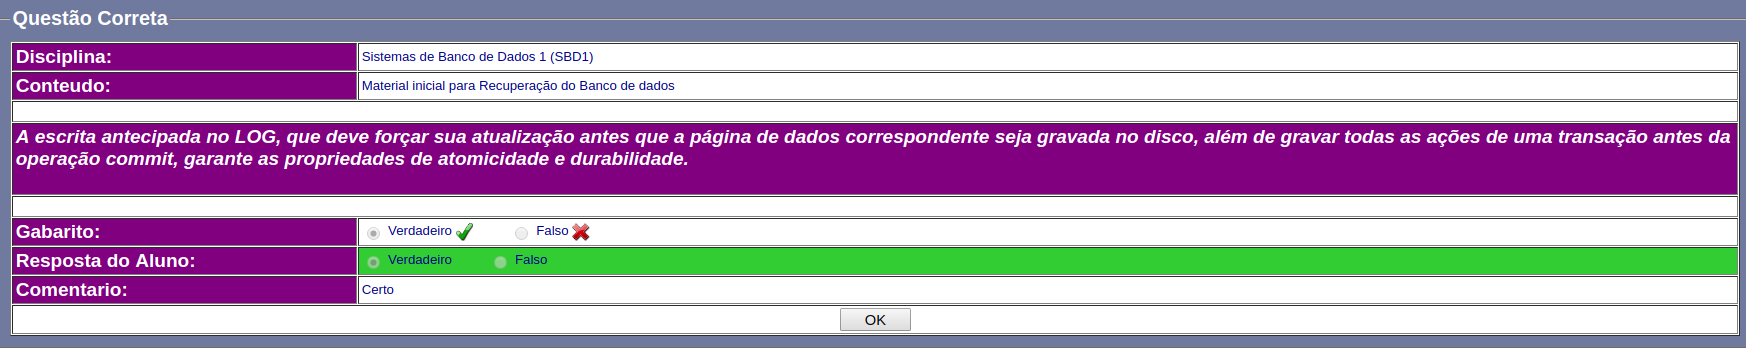 Questão Correta
Disciplina:
Sistemas de Banco de Dados 1 (SBD1)
Conteudo:
Material inicial para Recuperação do Banco de dados
A escrita antecipada no LOG, que deve forçar sua atualização antes que a página de dados correspondente seja gravada no disco, além de gravar todas as ações de uma transação antes da
operação commit, garante as propriedades de atomicidade e durabilidade.
Gabarito:
Verdadeiro Falso
Resposta do Aluno:
Verdadeiro Falso
Comentario:
Certo
OK